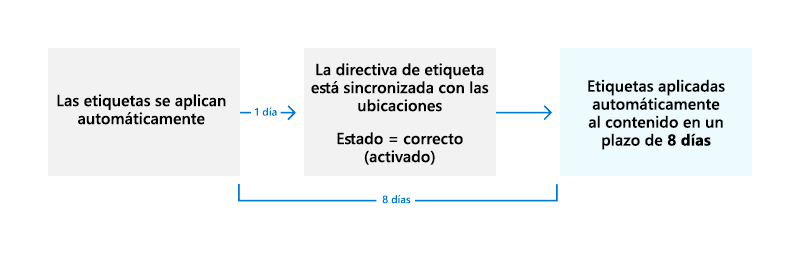 Las etiquetas se aplican
automáticamente
1 día
La directiva de etiqueta
está sincronizada con las
ubicaciones
Estado = correcto
(activado)
Etiquetas aplicadas
automáticamente
al contenido en un
plazo de 8 días
8 días